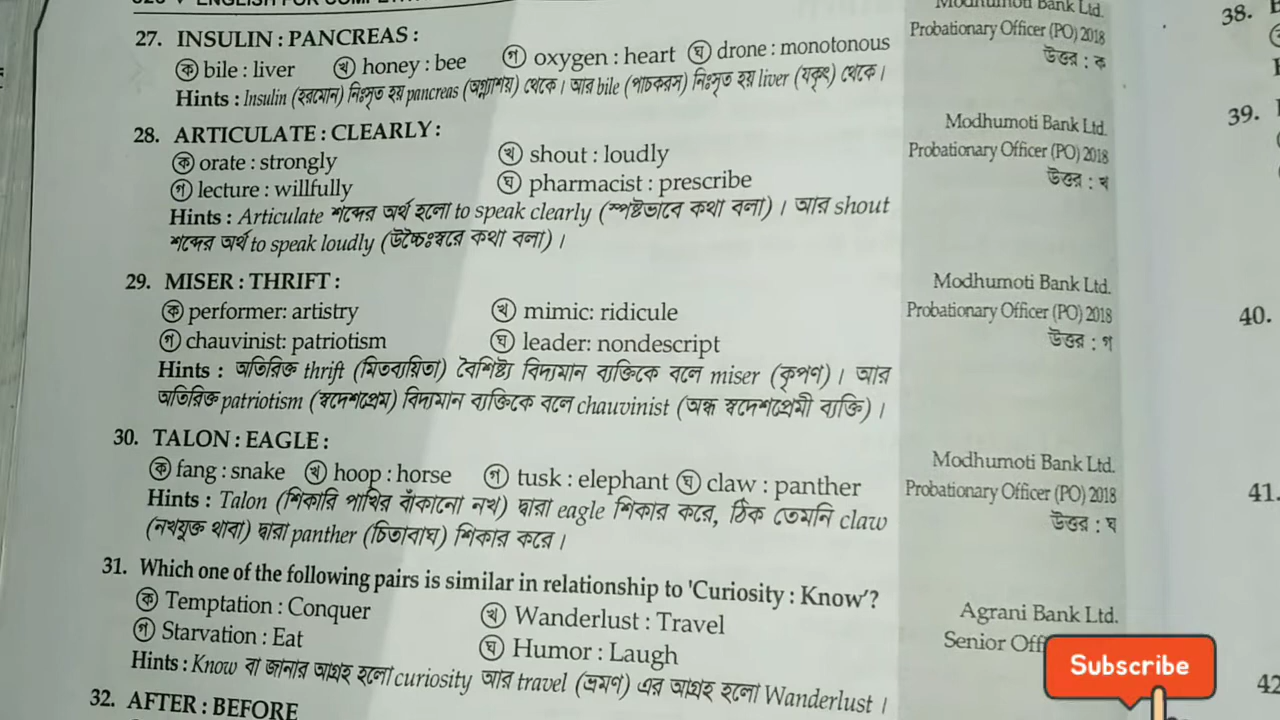 ENGLISH FOR
27. INSULIN : PANCREAS :
Modhumoti Bank Ltd.
Probationary Officer (PO) 2018
ⓚ bile : liver ⓚ honey : bee গ oxygen : heart ঘ drone : monotonous
উত্তর : ক
Hints : Insulin (হরমোন) নিঃসৃত হয় pancreas (অগ্ন্যাশয়) থেকে। আর bile (পাচকরস) নিঃসৃত হয় liver (যকৃৎ) থেকে।
28. ARTICULATE : CLEARLY :
Modhumoti Bank Ltd.
Probationary Officer (PO) 2018
ক orate : strongly খ shout : loudly
উত্তর : খ
গ lecture : willfully ঘ pharmacist : prescribe
Hints : Articulate শব্দের অর্থ হলো to speak clearly (স্পষ্টভাবে কথা বলা) । আর shout
শব্দের অর্থ to speak loudly (উচ্চৈঃস্বরে কথা বলা) ।
29. MISER : THRIFT :
Modhumoti Bank Ltd.
Probationary Officer (PO) 2018
ক performer: artistry খ mimic: ridicule
উত্তর : গ
গ chauvinist: patriotism ঘ leader: nondescript
Hints : অতিরিক্ত thrift (মিতব্যয়িতা) বৈশিষ্ট্য বিদ্যমান ব্যক্তিকে বলে miser (কৃপণ) । আর
অতিরিক্ত patriotism (স্বদেশপ্রেম) বিদ্যমান ব্যক্তিকে বলে chauvinist (অন্ধ স্বদেশপ্রেমী ব্যক্তি) ।
30. TALON : EAGLE :
Modhumoti Bank Ltd.
Probationary Officer (PO) 2018
ক fang : snake খ hoop : horse গ tusk : elephant ঘ claw : panther
উত্তর : ঘ
Hints : Talon (শিকারি পাখির বাঁকানো নখ) দ্বারা eagle শিকার করে, ঠিক তেমনি claw
(নখযুক্ত থাবা) দ্বারা panther (চিতাবাঘ) শিকার করে ।
31. Which one of the following pairs is similar in relationship to 'Curiosity : Know'?
Agrani Bank Ltd.
Senior
ক Temptation : Conquer খ Wanderlust : Travel
গ Starvation : Eat ঘ Humor : Laugh
Hints : Know বা জানার আগ্রহ হলো curiosity আর travel (ভ্রমণ) এর আগ্রহ হলো Wanderlust ।
32. AFTER : BEFORE
38.
39.
40.
41.
42
Subscribe